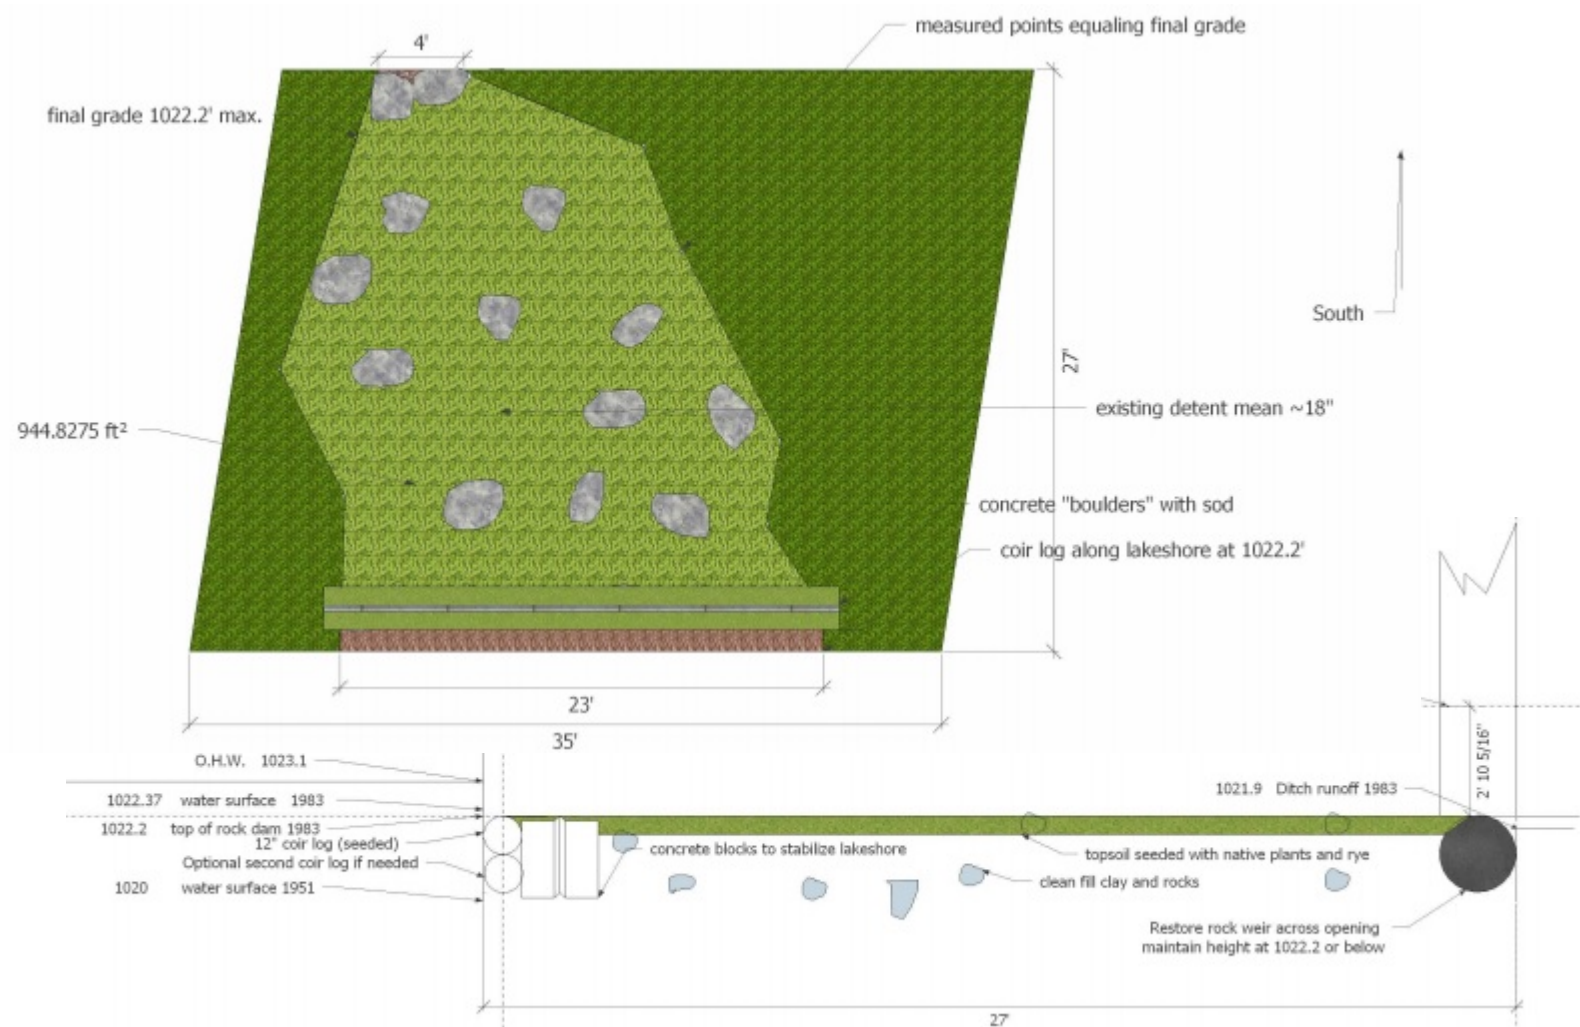 measured points equaling final grade
4'
final grade 1022.2' max.
South
27'
existing detent mean ~18"
944.8275 ft²
concrete "boulders" with sod
coir log along lakeshore at 1022.2'
23'
35'
O.H.W. 1023.1
2' 10 5/16"
1021.9 Ditch runoff 1983
1022.37 water surface 1983
1022.2 top of rock dam 1983
12" coir log (seeded)
concrete blocks to stabilize lakeshore
topsoil seeded with native plants and rye
Optional second coir log if needed
clean fill clay and rocks
1020 water surface 1951
Restore rock weir across opening
maintain height at 1022.2 or below
27'